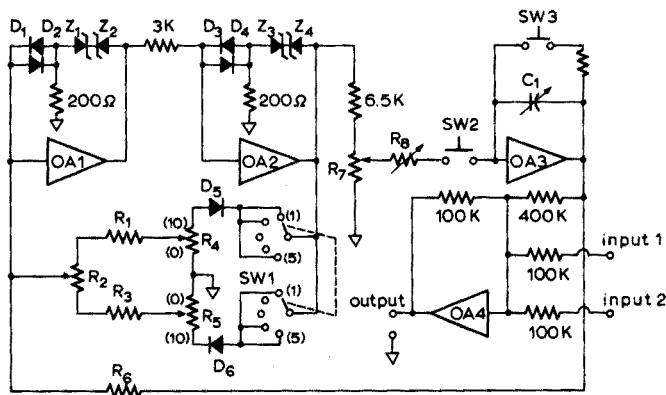 D1 D2 Z1 Z2 3K D3 D4 Z3 Z4
SW3
200Ω
200Ω
6.5K
C1
SW2
R8
OA1
OA2
R7
OA3
D5
(1)
100K
400K
R1
(10)
R4
(0)
(5)
input 1
R2
SW1
100K
R3
(0)
(1)
output
input 2
R5
OA4
(10)
(5)
100K
D6
R6